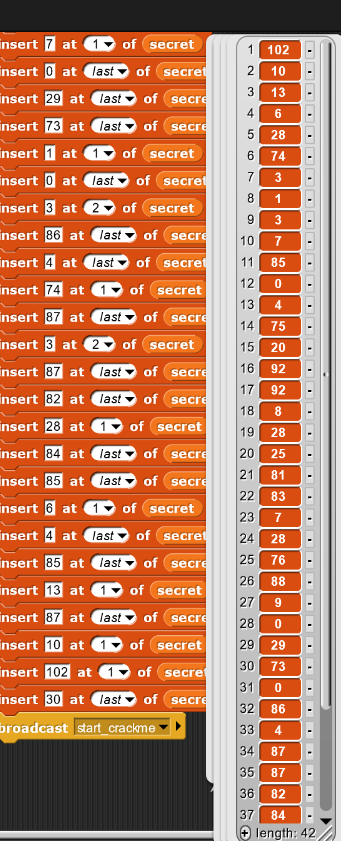 insert 7 at 1 of secret
insert 0 at last of secret
insert 29 at last of secre
insert 73 at last of secre
insert 1 at 1 of secret
insert 0 at last of secret
insert 3 at 2 of secret
insert 86 at last of secre
insert 4 at last of secret
insert 74 at 1 of secret
insert 87 at last of secre
insert 3 at 2 of secret
insert 87 at last of secre
insert 82 at last of secre
insert 28 at 1 of secret
insert 84 at last of secre
insert 85 at last of secre
insert 6 at 1 of secret
insert 4 at last of secret
insert 85 at last of secre
insert 13 at 1 of secret
insert 87 at last of secre
insert 10 at 1 of secret
insert 102 at 1 of secret
insert 30 at last of secre
broadcast start_crackme
1 102 -
2 10 -
3 13 -
4 6 -
5 28 -
6 74 -
7 3 -
8 1 -
9 3 -
10 7 -
11 85 -
12 0 -
13 4 -
14 75 -
15 20 -
16 92 -
17 92 -
18 8 -
19 28 -
20 25 -
21 81 -
22 83 -
23 7 -
24 28 -
25 76 -
26 88 -
27 9 -
28 0 -
29 29 -
30 73 -
31 0 -
32 86 -
33 4 -
34 87 -
35 87 -
36 82 -
37 84 -
+ length: 42